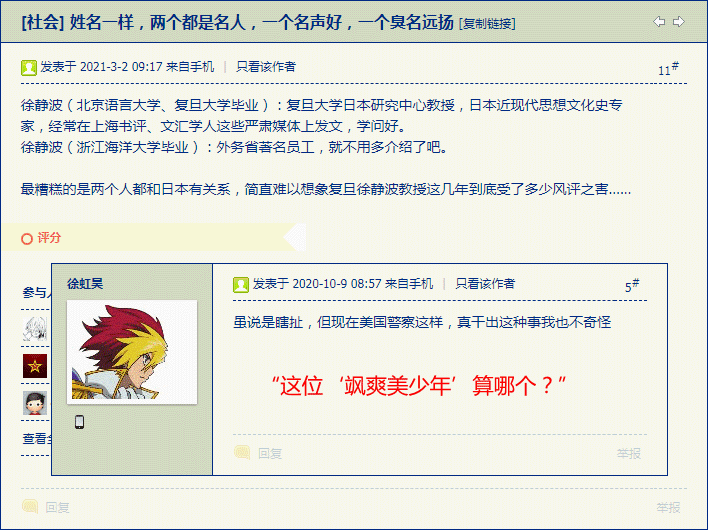 [社会] 姓名一样，两个都是名人，一个名声好，一个臭名远扬 [复制链接]
发表于 2021-3-2 09:17 来自手机 | 只看该作者
11#
徐静波（北京语言大学、复旦大学毕业）：复旦大学日本研究中心教授，日本近现代思想文化史专
家，经常在上海书评、文汇学人这些严肃媒体上发文，学问好。
徐静波（浙江海洋大学毕业）：外务省著名员工，就不用多介绍了吧。
最糟糕的是两个人都和日本有关系，简直难以想象复旦徐静波教授这几年到底受了多少风评之害......
评分
参与人
查看全
徐虹昊
发表于 2020-10-9 08:57 来自手机 | 只看该作者
5#
虽说是瞎扯，但现在美国警察这样，真干出这种事我也不奇怪
“这位‘飒爽美少年’算哪个？”
回复
举报
回复
举报